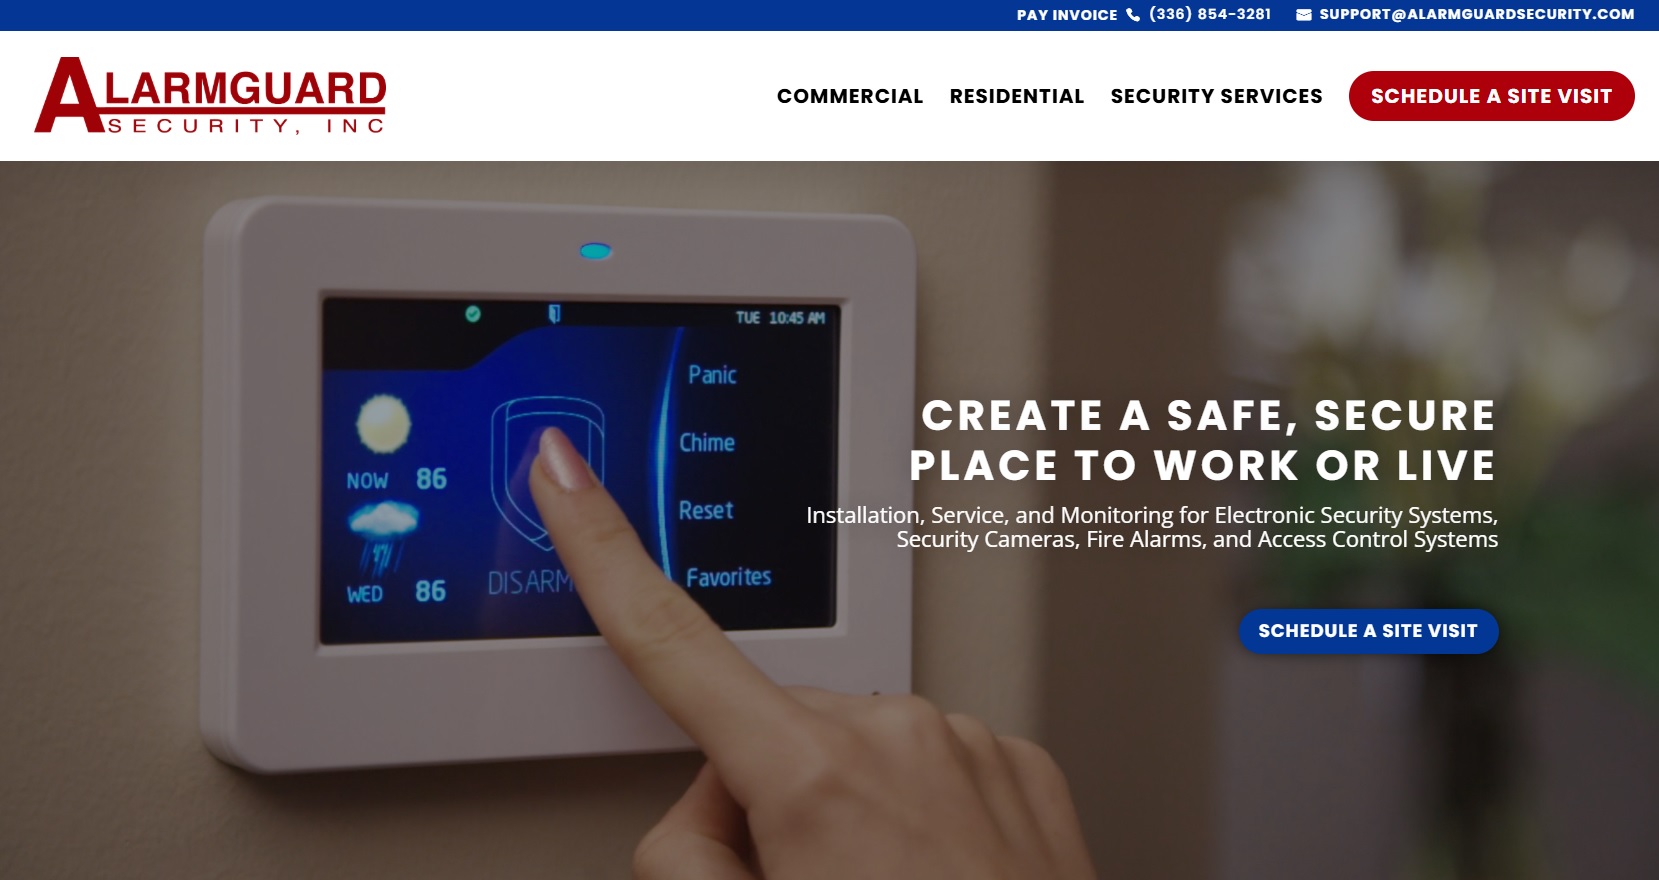 PAY INVOICE (336) 854-3281 SUPPORT@ALARMGUARDSECURITY.COM
ALARMGUARD
SECURITY, INC
COMMERCIAL RESIDENTIAL SECURITY SERVICES SCHEDULE A SITE VISIT
TUE 10:45 AM
Panic
Chime
NOW 86
Reset
WED 86
DISARM
Favorites
CREATE A SAFE, SECURE
PLACE TO WORK OR LIVE
Installation, Service, and Monitoring for Electronic Security Systems,
Security Cameras, Fire Alarms, and Access Control Systems
SCHEDULE A SITE VISIT